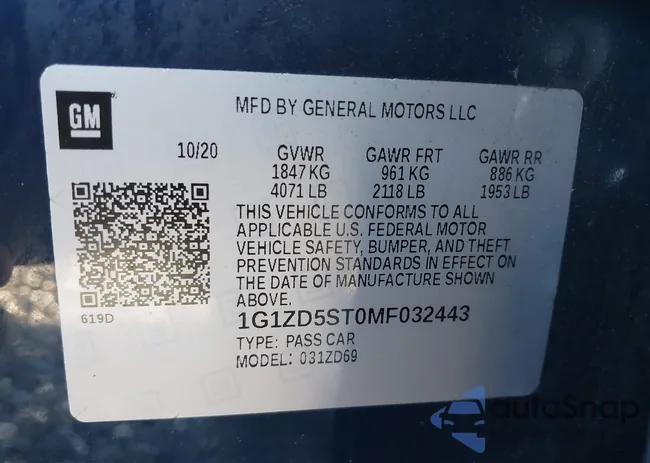 GM
MFD BY GENERAL MOTORS LLC
10/20 GVWR GAWR FRT GAWR RR
1847 KG 961 KG 886 KG
4071 LB 2118 LB 1953 LB
THIS VEHICLE CONFORMS TO ALL
APPLICABLE U.S. FEDERAL MOTOR
VEHICLE SAFETY, BUMPER, AND THEFT
PREVENTION STANDARDS IN EFFECT ON
THE DATE OF MANUFACTURE SHOWN
ABOVE.
619D
1G1ZD5ST0MF032443
TYPE: PASS CAR
MODEL: 031ZD69
autoSnap